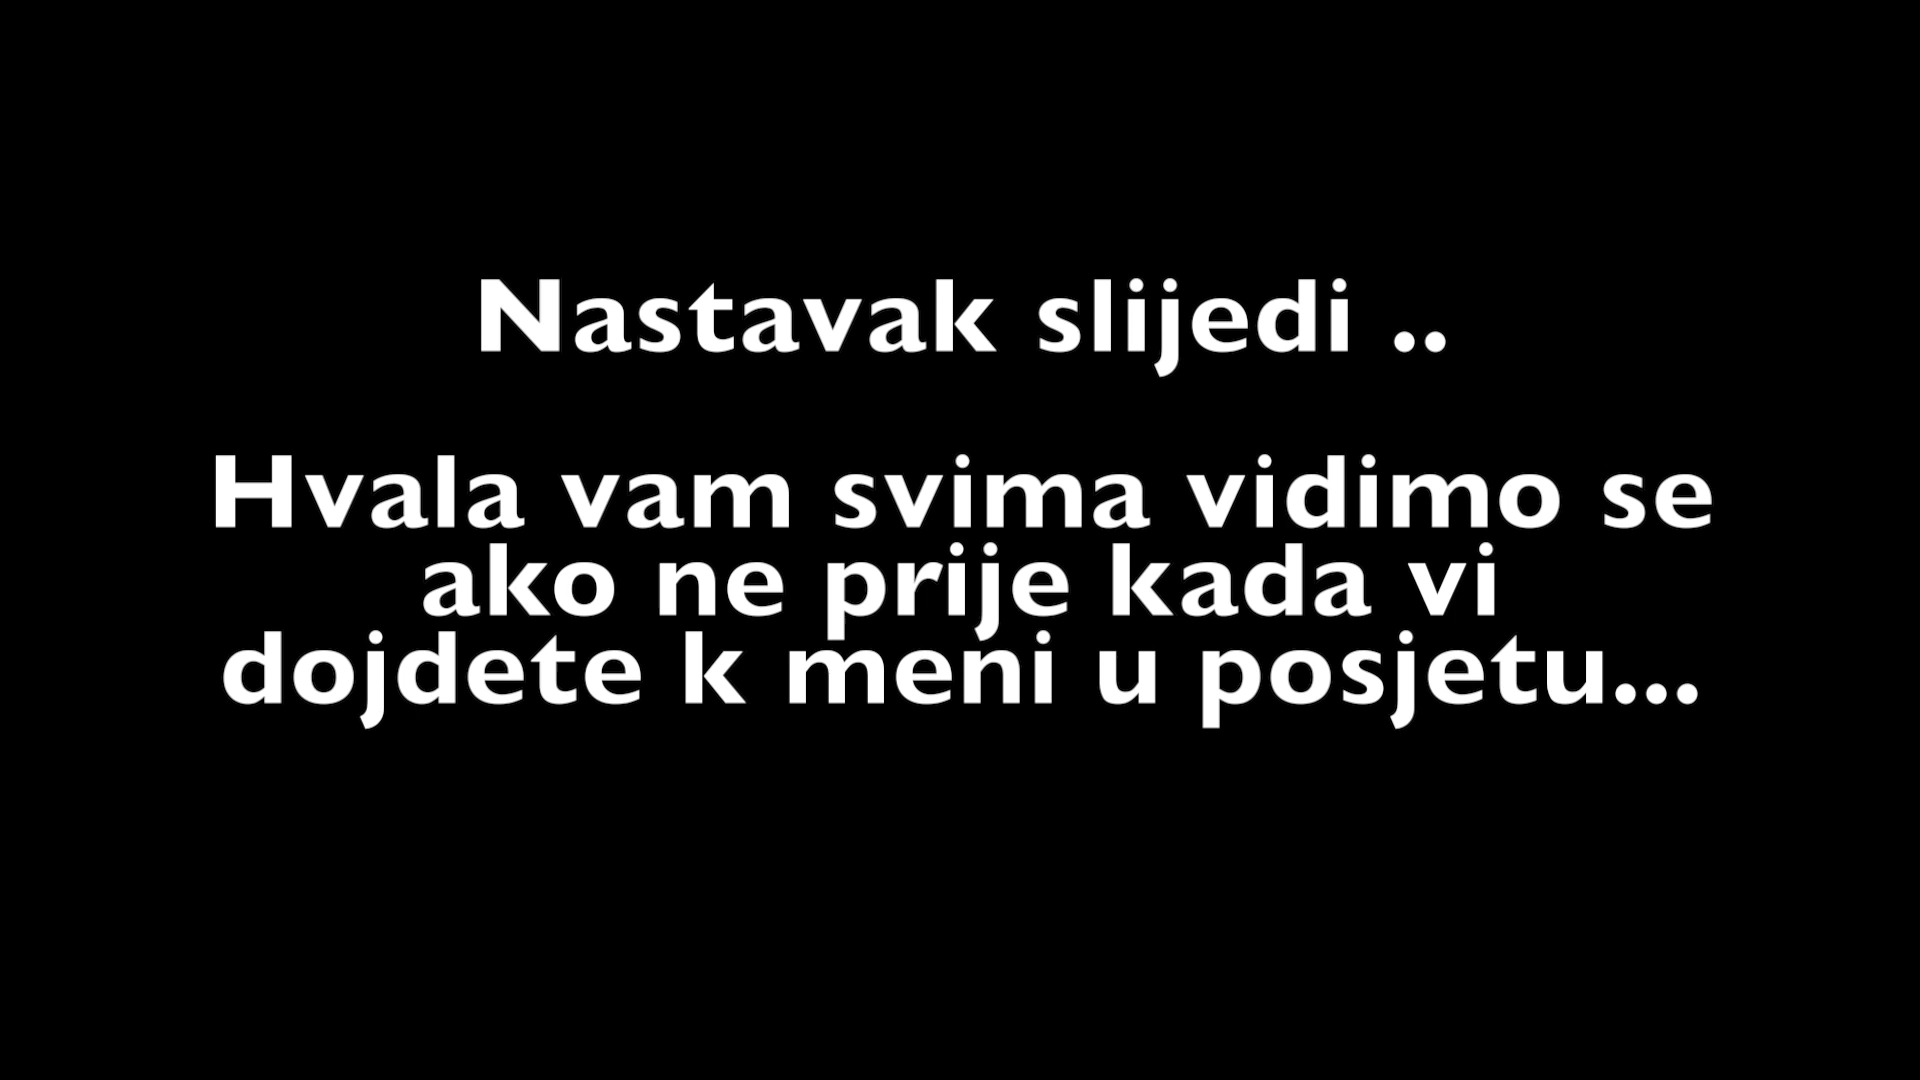 Nastavak slijedi ..
Hvala vam svima vidimo se
ako ne prije kada vi
dojdete k meni u posjetu...